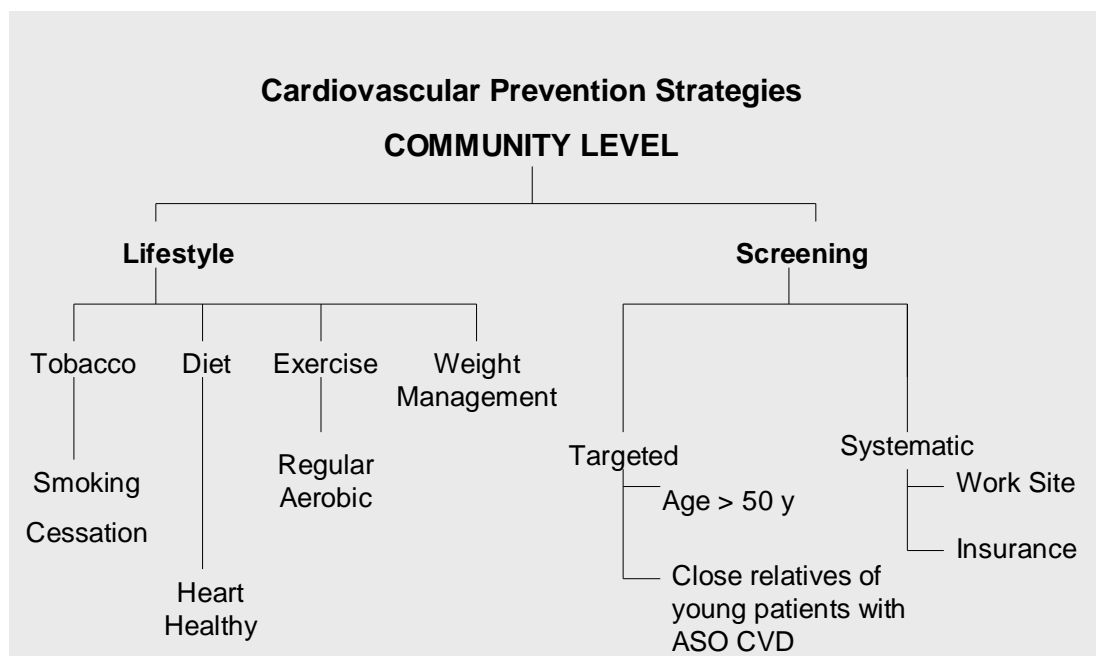 Cardiovascular Prevention Strategies
COMMUNITY LEVEL
Lifestyle
Screening
Tobacco
Diet
Exercise
Weight
Management
Smoking
Cessation
Heart
Healthy
Regular
Aerobic
Targeted
Age > 50 y
Close relatives of
young patients with
ASO CVD
Systematic
Work Site
Insurance